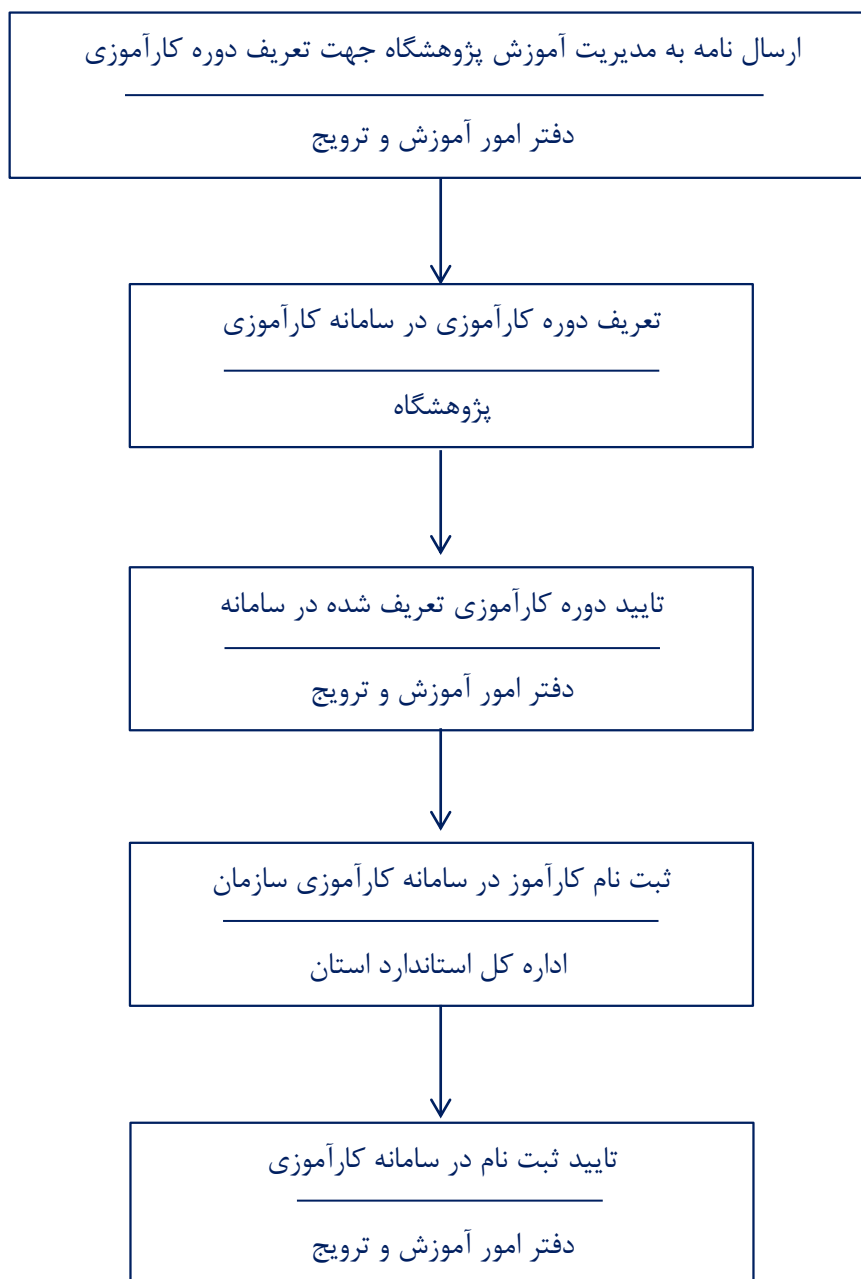 ارسال نامه به مدیریت آموزش پژوهشگاه جهت تعریف دوره کارآموزی
دفتر امور آموزش و ترویج
تعریف دوره کارآموزی در سامانه کارآموزی
پژوهشگاه
تایید دوره کارآموزی تعریف شده در سامانه
دفتر امور آموزش و ترویج
ثبت نام کارآموز در سامانه کارآموزی سازمان
اداره کل استاندارد استان
تایید ثبت نام در سامانه کارآموزی
دفتر امور آموزش و ترویج